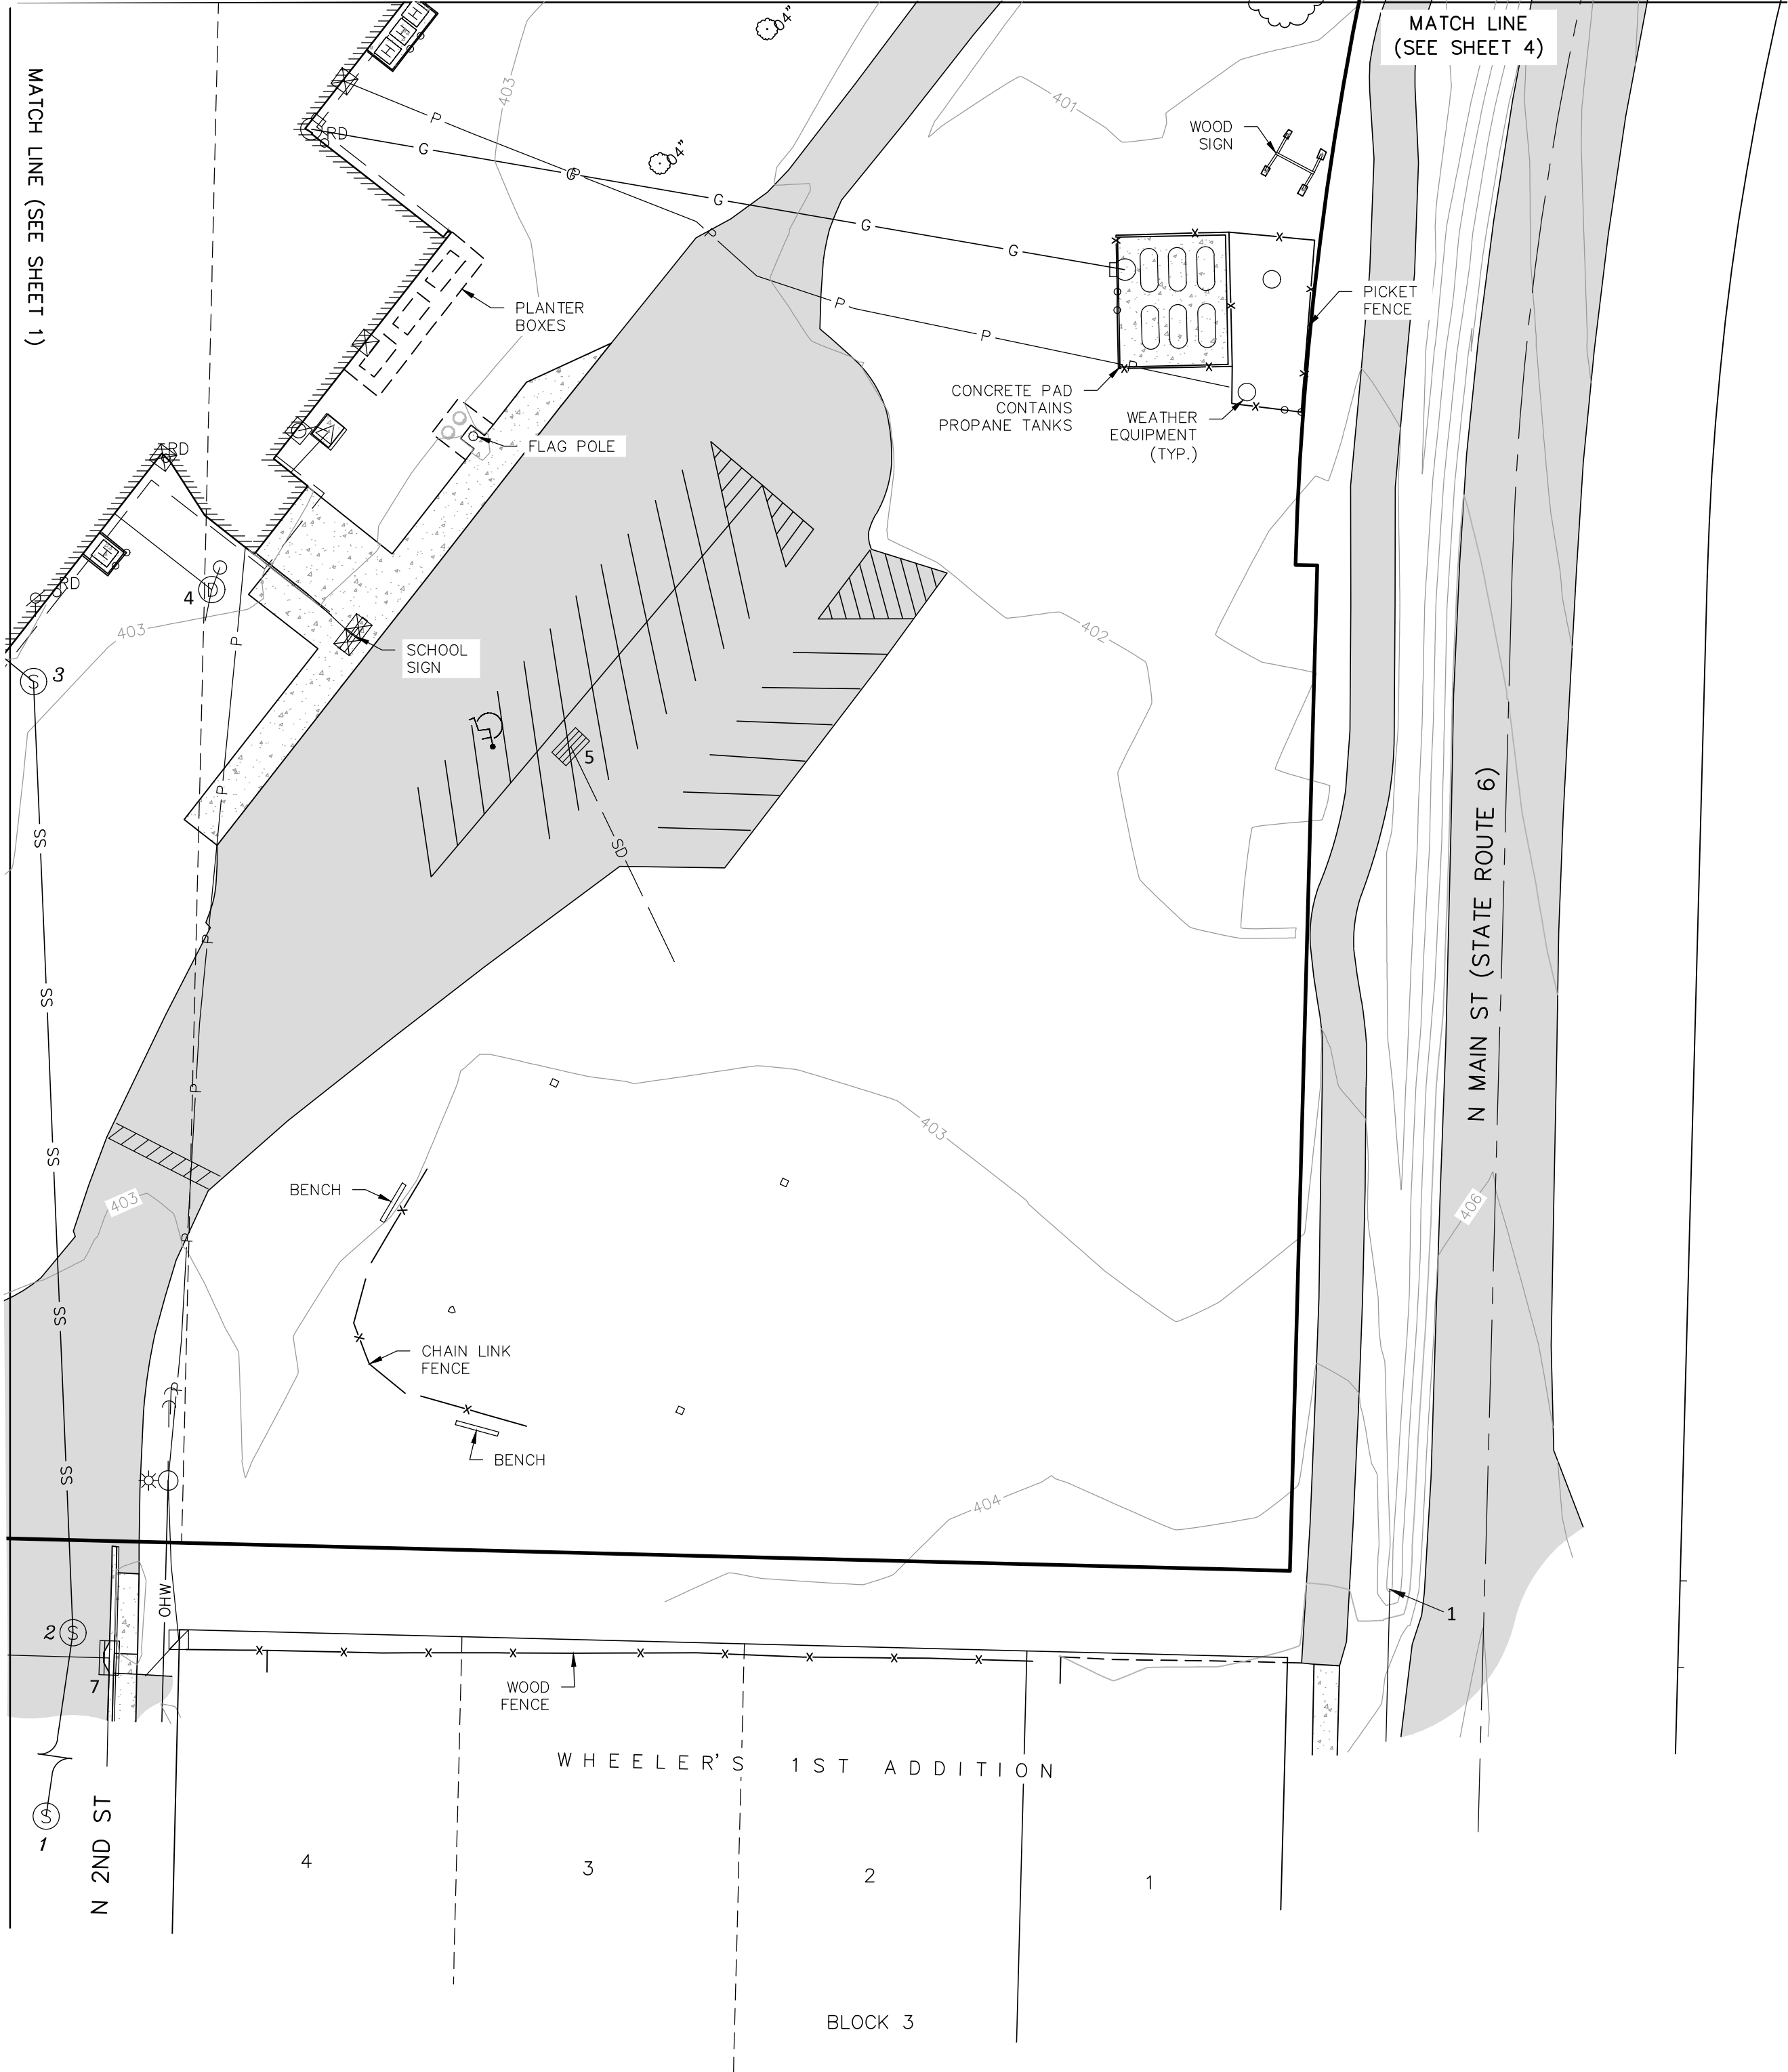 MATCH LINE
(SEE SHEET 4)
MATCH LINE (SEE SHEET 1)
H
H
H
04"
403
401
P
RD
G
04"
WOOD
SIGN
G
P
G
G
P
G
PICKET
FENCE
PLANTER
BOXES
P
P
P
CONCRETE PAD
CONTAINS
PROPANE TANKS
WEATHER
EQUIPMENT
(TYP.)
FLAG POLE
RD
H
RD
D
4
403
402
P
SCHOOL
SIGN
S
3
5
P
SS
SD
N MAIN ST (STATE ROUTE 6)
P
SS
P
403
SS
BENCH
403
406
P
SS
CHAIN LINK
FENCE
P
BENCH
SS
404
OHW
1
2
S
7
WOOD
FENCE
WHEELER'S 1ST ADDITION
S
1
N 2ND ST
4
3
2
1
BLOCK 3